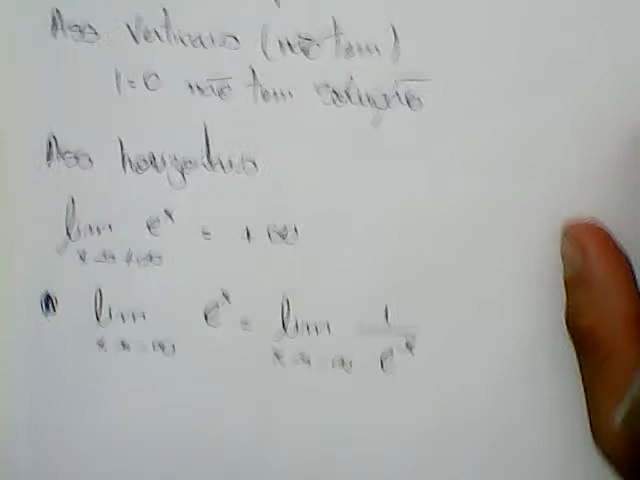 Ass Verticais (não tem)
1=0 não tem solução
Ass horizontais
lim e^x = +∞
x→+∞
lim e^x = lim 1/e^x
x→-∞ x→-∞